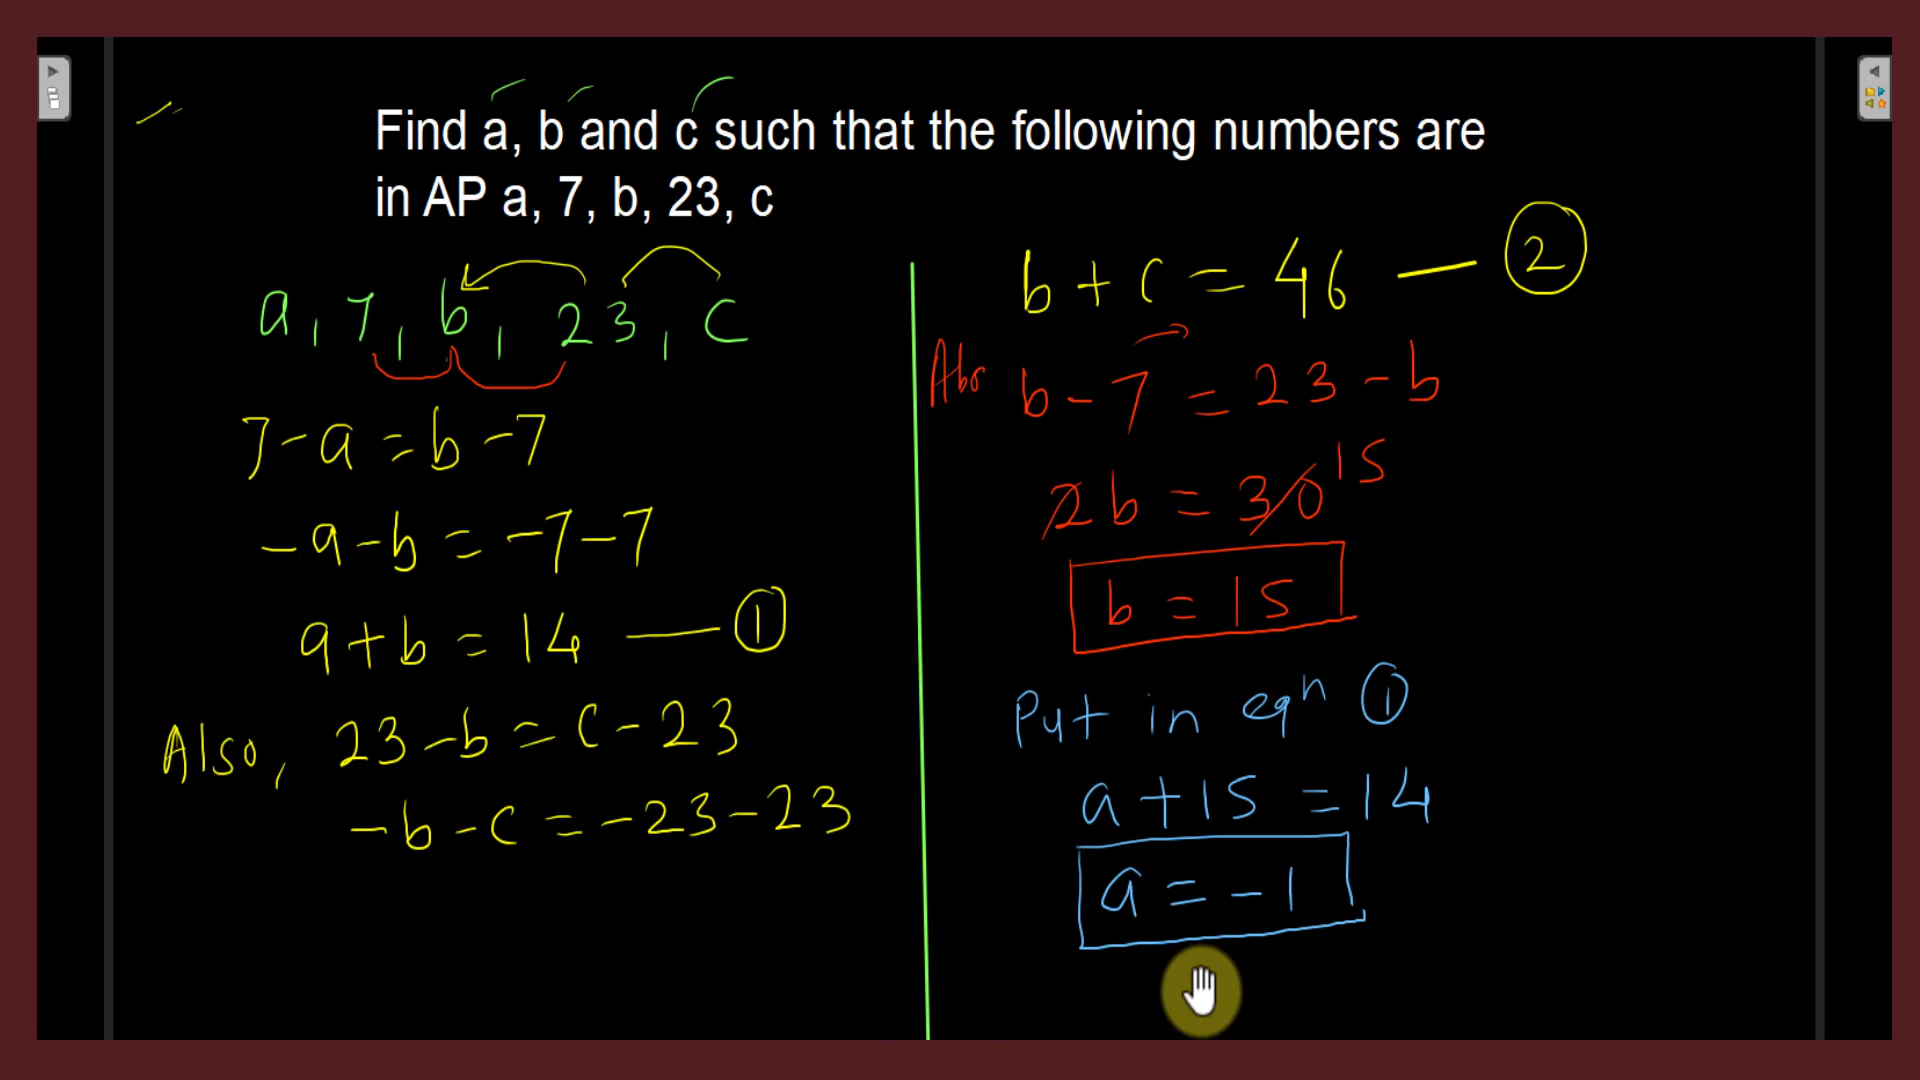 Find a, b and c such that the following numbers are
in AP a, 7, b, 23, c
a, 7, b, 23, c
7-a=b-7
-a-b=-7-7
a+b=14 — ①
Also, 23-b=c-23
-b-c=-23-23
b+c=46 — ②
b-7=23-b
2b=30 15
b=15
Put in eqⁿ ①
a+15=14
a=-1